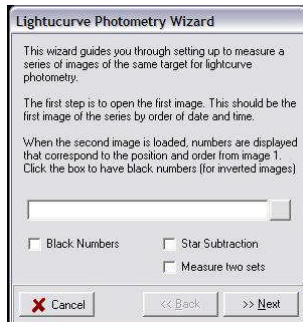 Lightucurve Photometry Wizard
This wizard guides you through setting up to measure a
series of images of the same target for lightcurve
photometry.
The first step is to open the first image. This should be the
first image of the series by order of date and time.
When the second image is loaded, numbers are displayed
that correspond to the position and order from image 1.
Click the box to have black numbers (for inverted images)
Black Numbers
Star Subtraction
Measure two sets
Cancel
<< Back
>> Next